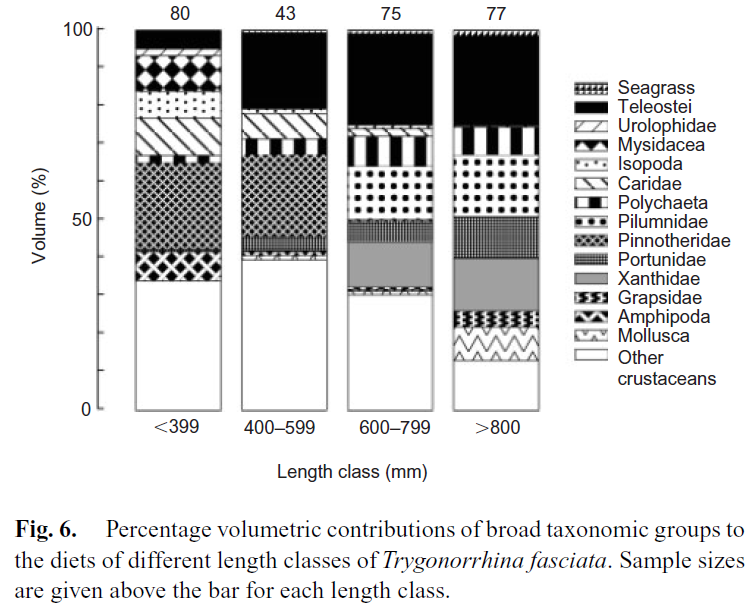 80 43 75 77
100
50
0
Volume (%)
<399 400–599 600–799 >800
Length class (mm)
Seagrass
Teleostei
Urolophidae
Mysidacea
Isopoda
Caridae
Polychaeta
Pilumnidae
Pinnotheridae
Portunidae
Xanthidae
Grapsidae
Amphipoda
Mollusca
Other
crustaceans
Fig. 6. Percentage volumetric contributions of broad taxonomic groups to
the diets of different length classes of Trygonorrhina fasciata. Sample sizes
are given above the bar for each length class.